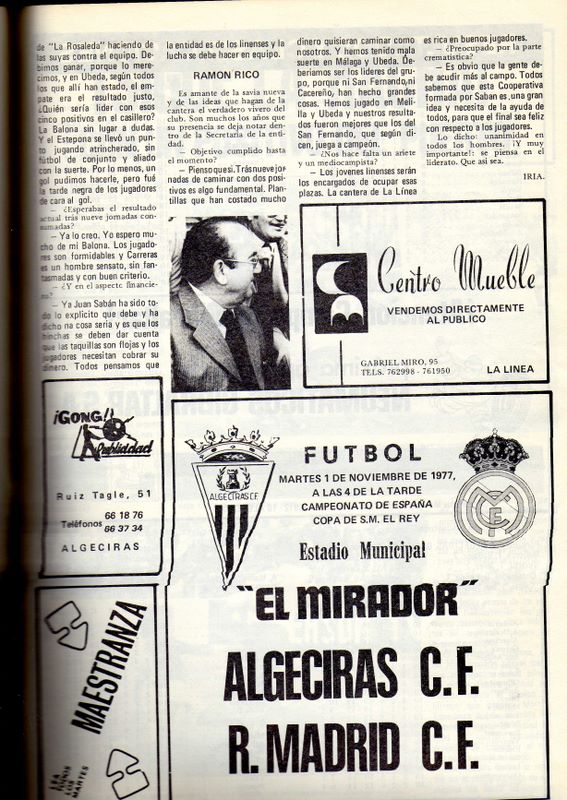 de "La Rosaleda" haciendo de
las suyas contra el equipo. De-
bimos ganar, porque lo mere-
cimos, y en Ubeda, según todos
los que allí han estado, el em-
pate era el resultado justo,
¿Quién sería líder con esos
cinco positivos en el casillero?
La Balona sin lugar a dudas.
Y el Estepona se llevó un pun-
to jugando atrincherado, sin
fútbol de conjunto y aliado
con la suerte. Por lo menos, un
gol pudimos hacerle, pero fué
la tarde negra de los jugadores
de cara al gol.
— ¿Esperabas el resultado
actual trás nueve jornadas con-
sumadas?
— Ya lo creo. Yo espero mu-
cho de mi Balona. Los jugado-
res son formidables y Carreras
es un hombre sensato, sin fan-
tasmadas y con buen criterio.
— ¿Y en el aspecto financie-
ro?
— Ya Juan Sabán ha sido to-
do lo explicito que debe y ha
dicho na cosa seria y es que los
hinchas se deben dar cuenta
que las taquillas son flojas y los
jugadores necesitan cobrar su
dinero. Todos pensamos que
la entidad es de los linenses y la
lucha se debe hacer en equipo.
RAMON RICO
Es amante de la savia nueva
y de las ideas que hagan de la
cantera el verdadero vivero del
club. Son muchos los años que
su presencia se deja notar den-
tro de la Secretaría de la enti-
dad.
— Objetivo cumplido hasta
el momento?
— Pienso que si. Trás nueve jor-
nadas de caminar con dos positi-
vos es algo fundamental. Plan-
tillas que han costado mucho
dinero quisieran caminar como
nosotros. Y hemos tenido mala
suerte en Málaga y Ubeda. De-
beriamos ser los líderes del gru-
po, porque ni San Fernando, ni
Cacereño, han hecho grandes
cosas. Hemos jugado en Meli-
lla y Ubeda y nuestros resulta-
dos fueron mejores que los del
San Fernando, que según di-
cen, juega a campeón.
— ¿Nos hace falta un ariete
y un mediocampista?
— Los jovenes linenses serán
los encargados de ocupar esas
plazas. La cantera de La Línea
es rica en buenos jugadores.
— ¿Preocupado por la parte
crematística?
— Es obvio que la gente de-
be acudir más al campo. Todos
sabemos que esta Cooperativa
formada por Saban es una gran
idea y necesita de la ayuda de
todos, para que el final sea feliz
con respecto a los jugadores.
Lo dicho: unanimidad en
todos los hombres. ¡Y muy
importante!: se piensa en el
liderato. Que asi sea.
IRIA.
Centro Mueble
VENDEMOS DIRECTAMENTE
AL PUBLICO
GABRIEL MIRO, 95
TELS. 762998 - 761950
LA LINEA
¡GONG!!
Publicidad
Ruiz Tagle, 51
Teléfonos 66 18 76
66 37 34
ALGECIRAS
MAESTRANZA
LEA
TENIS
LOS
MARTES
ALGECIRAS CF
FUTBOL
MARTES 1 DE NOVIEMBRE DE 1977,
A LAS 4 DE LA TARDE
CAMPEONATO DE ESPAÑA
COPA DE S.M. EL REY
Estadio Municipal
"EL MIRADOR"
ALGECIRAS C.F.
R. MADRID C.F.